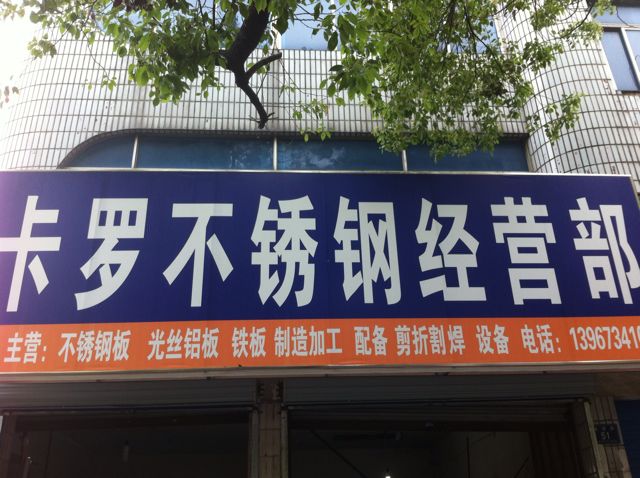 卡罗不锈钢经营部
主营：不锈钢板 光丝铝板 铁板 制造加工 配备 剪折割焊 设备 电话：13967341
51